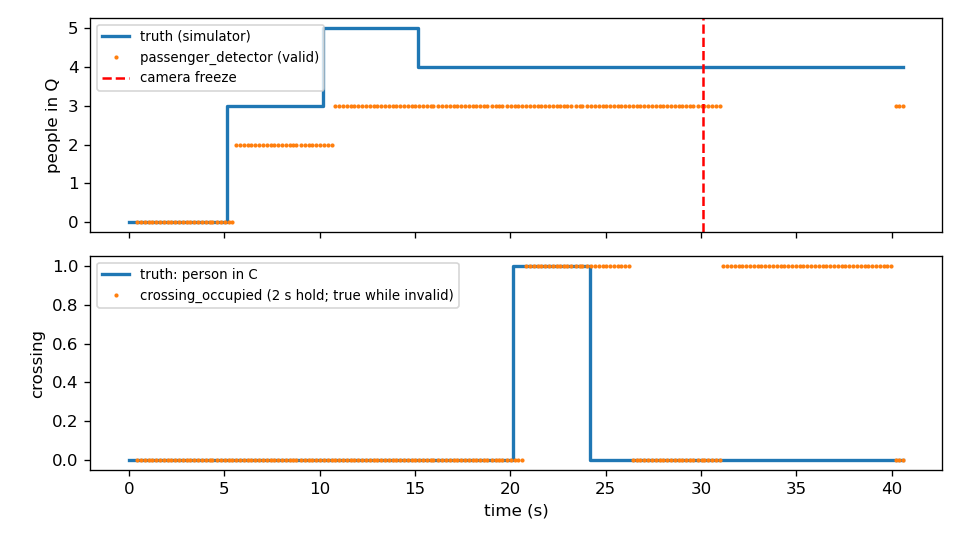 5
4
3
2
1
0
people in Q
truth (simulator)
passenger_detector (valid)
camera freeze
1.0
0.8
0.6
0.4
0.2
0.0
crossing
truth: person in C
crossing_occupied (2 s hold; true while invalid)
0 5 10 15 20 25 30 35 40
time (s)